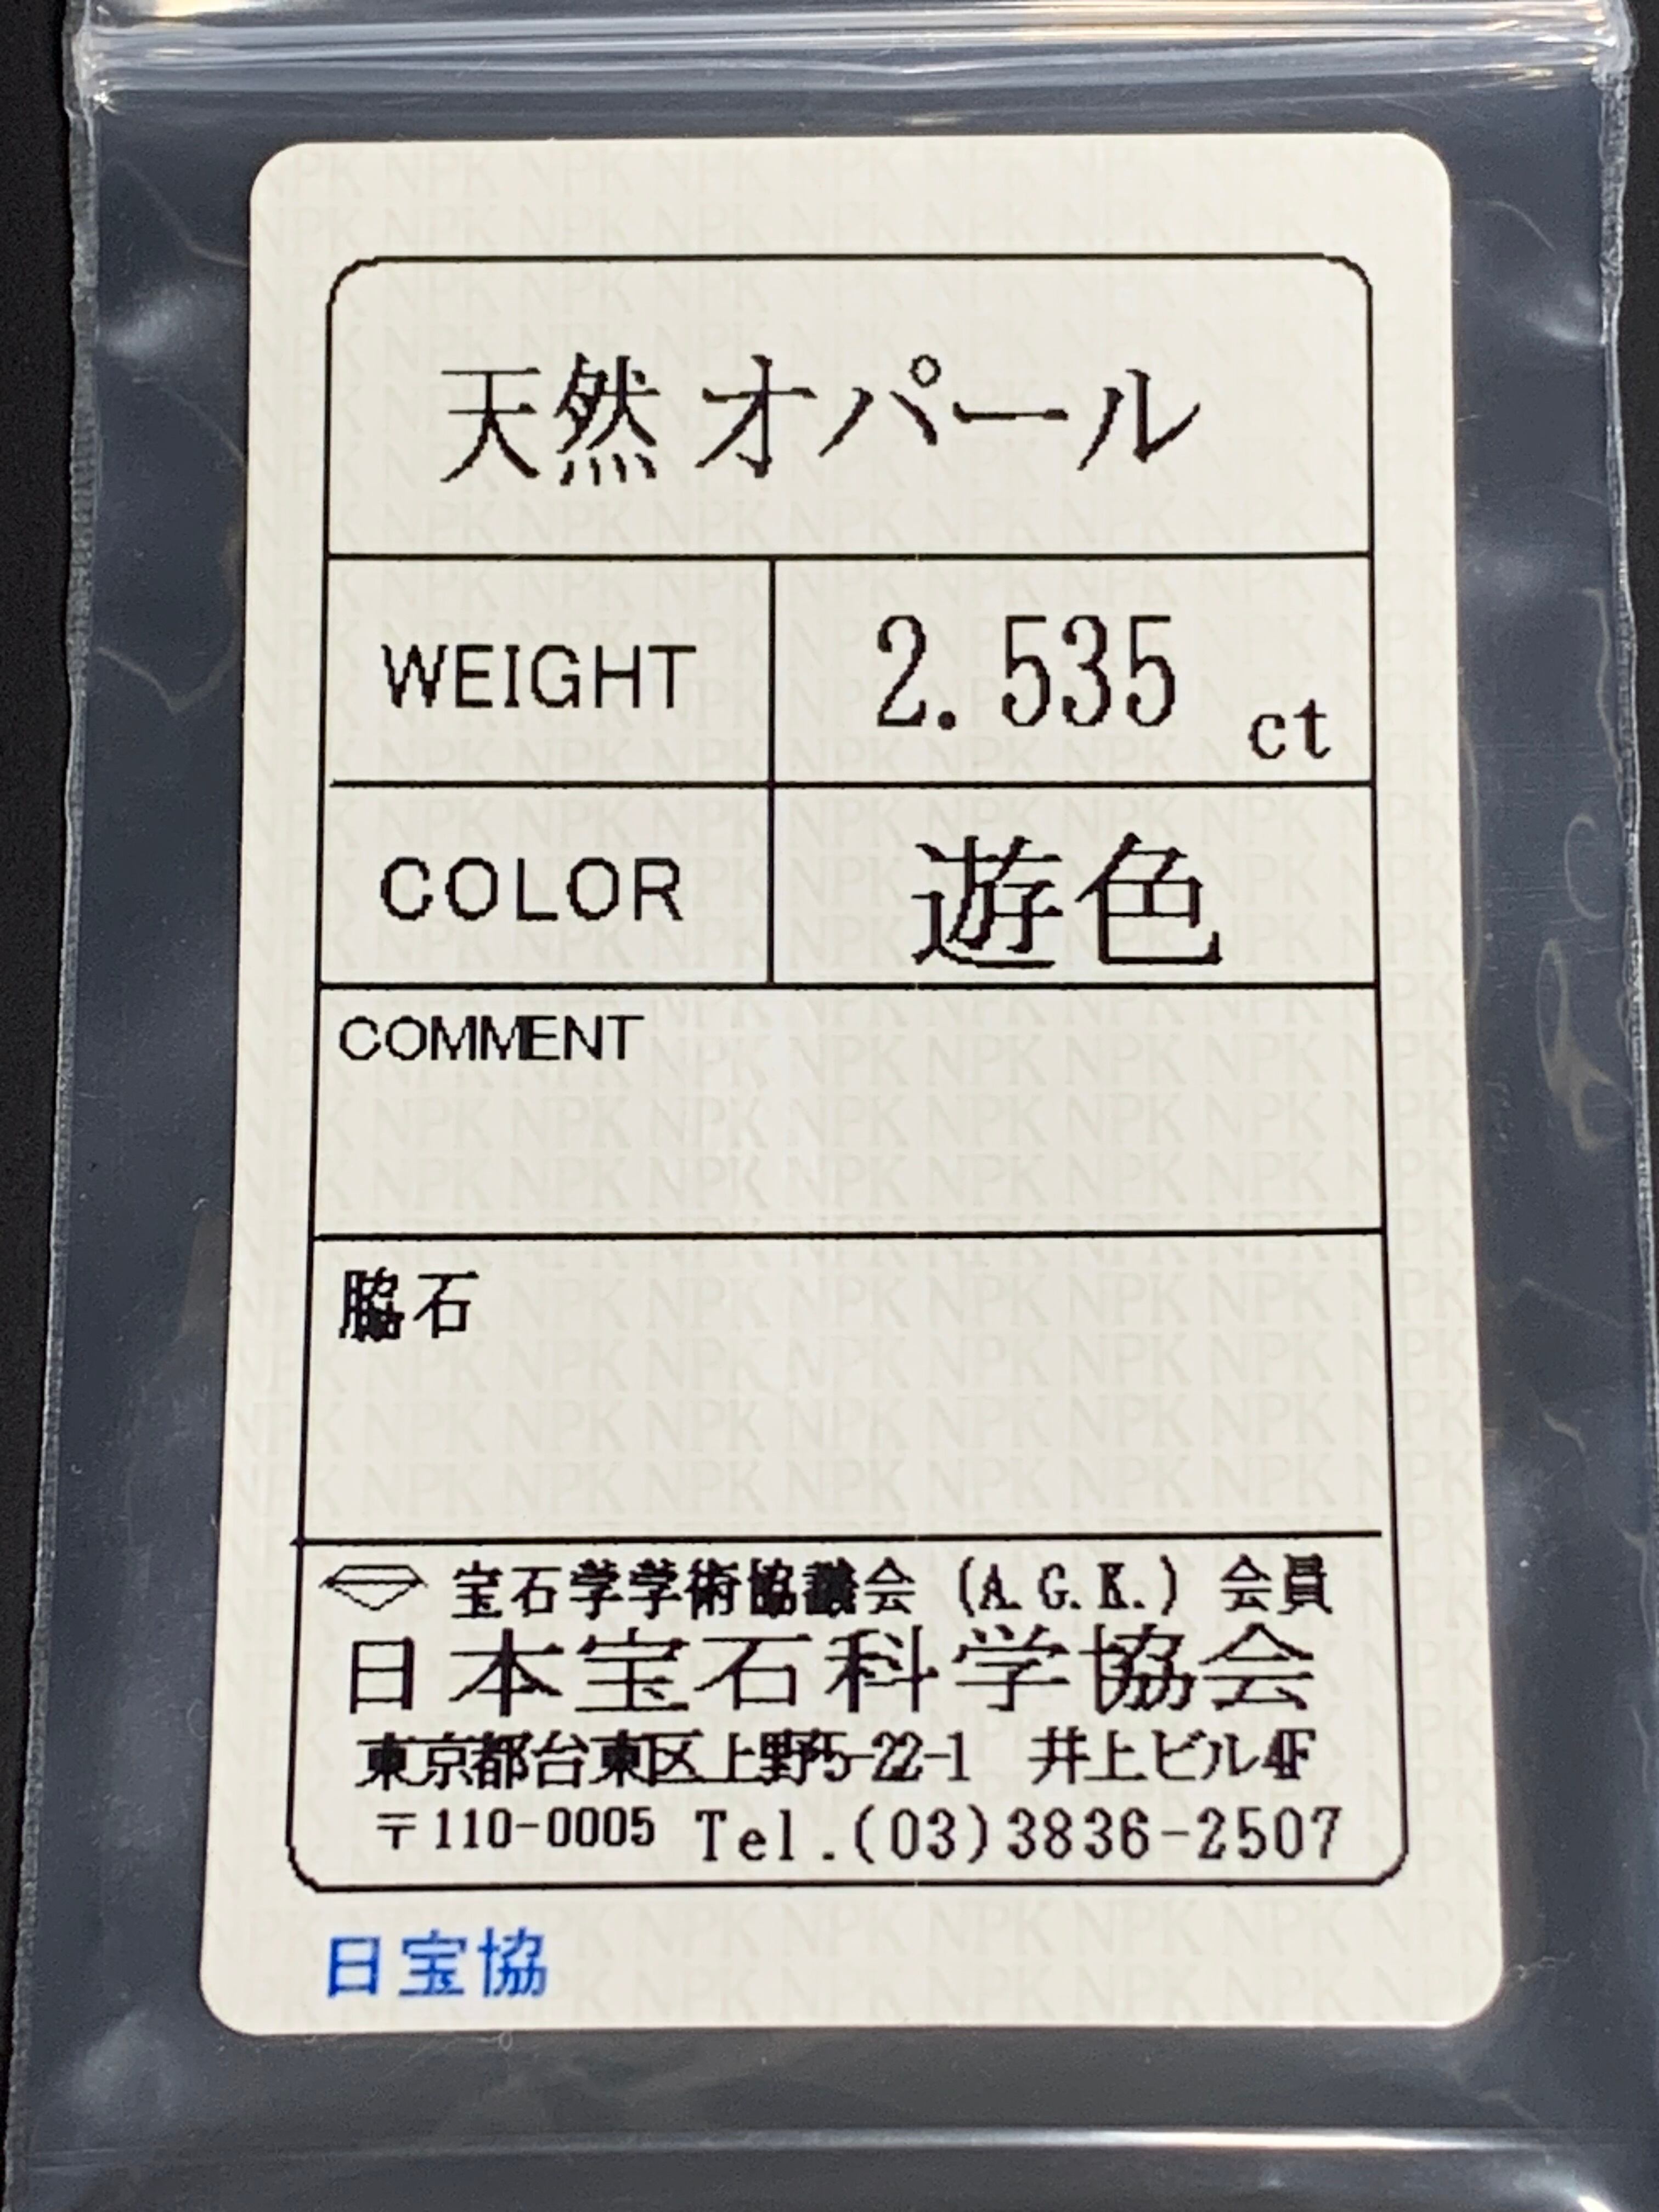 天然 オパール
WEIGHT 2.535 ct
COLOR 遊色
COMMENT
脇石
宝石学学術協議会 (A.G.K.) 会員
日本宝石科学協会
東京都台東区上野5-22-1 井上ビル4F
〒110-0005 Tel.(03)3836-2507
日宝協